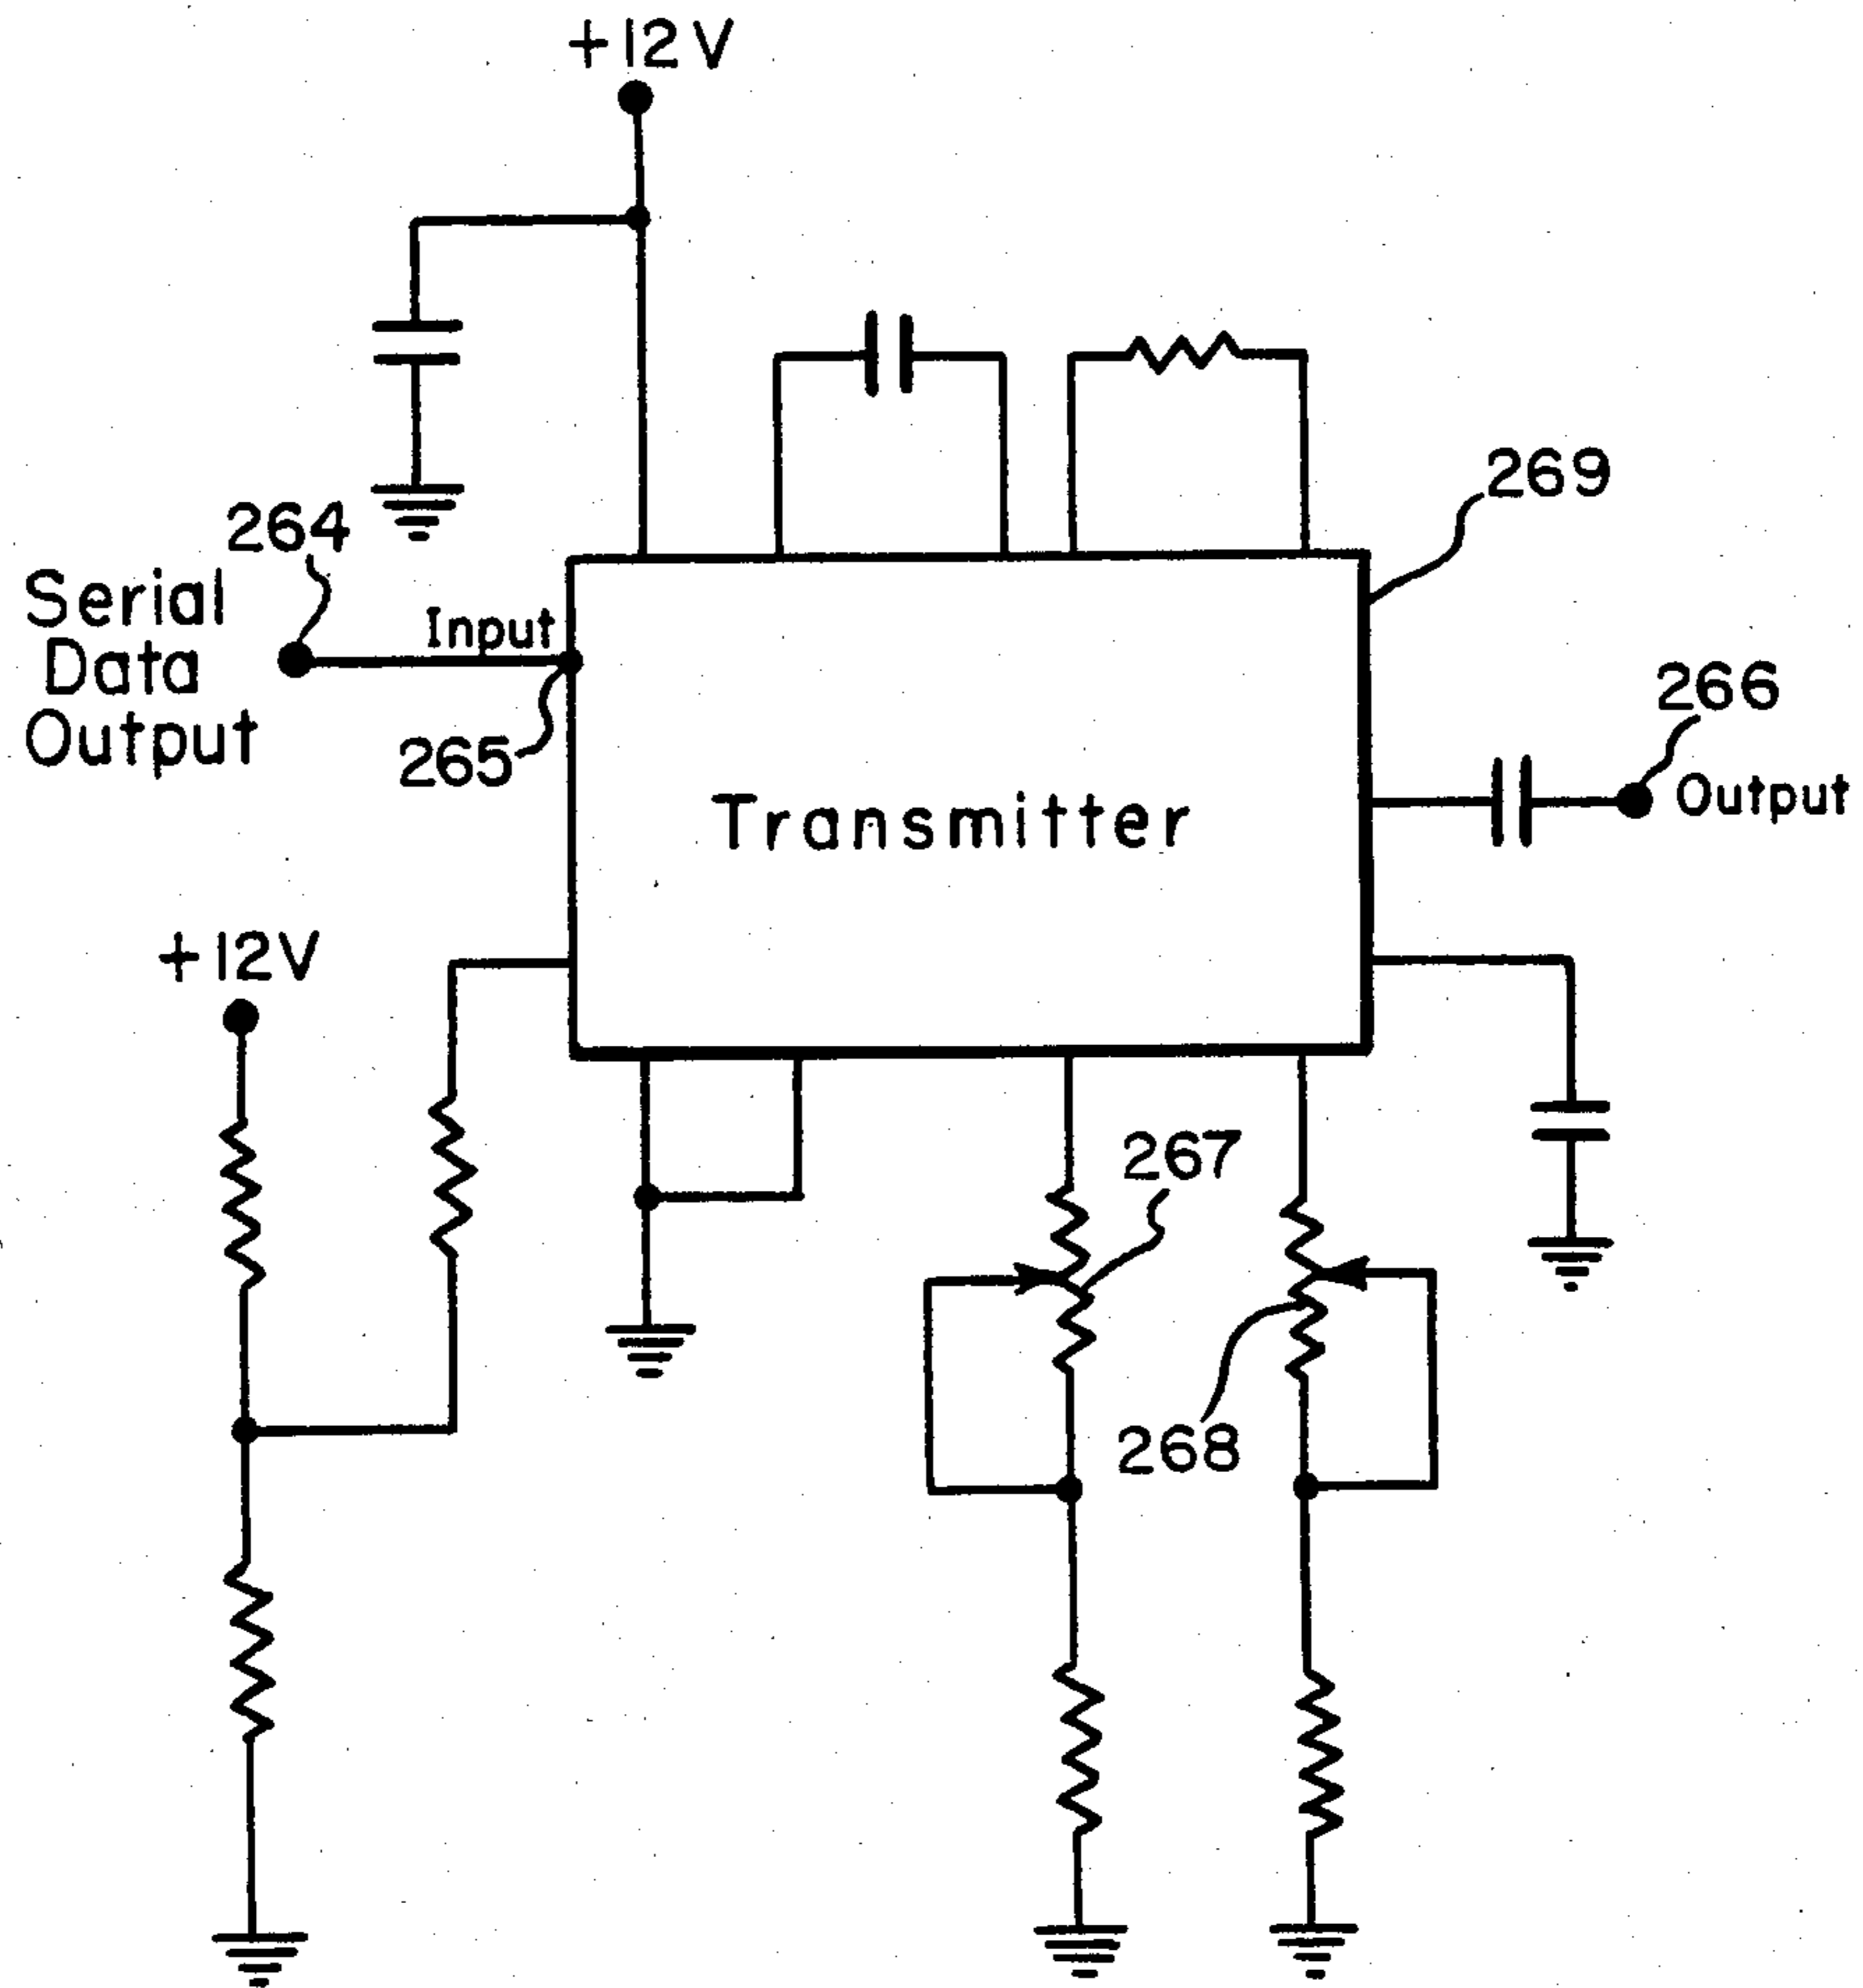 +12V
269
264
Serial
Data
Output
Input
265
266
Output
Transmitter
+12V
267
268